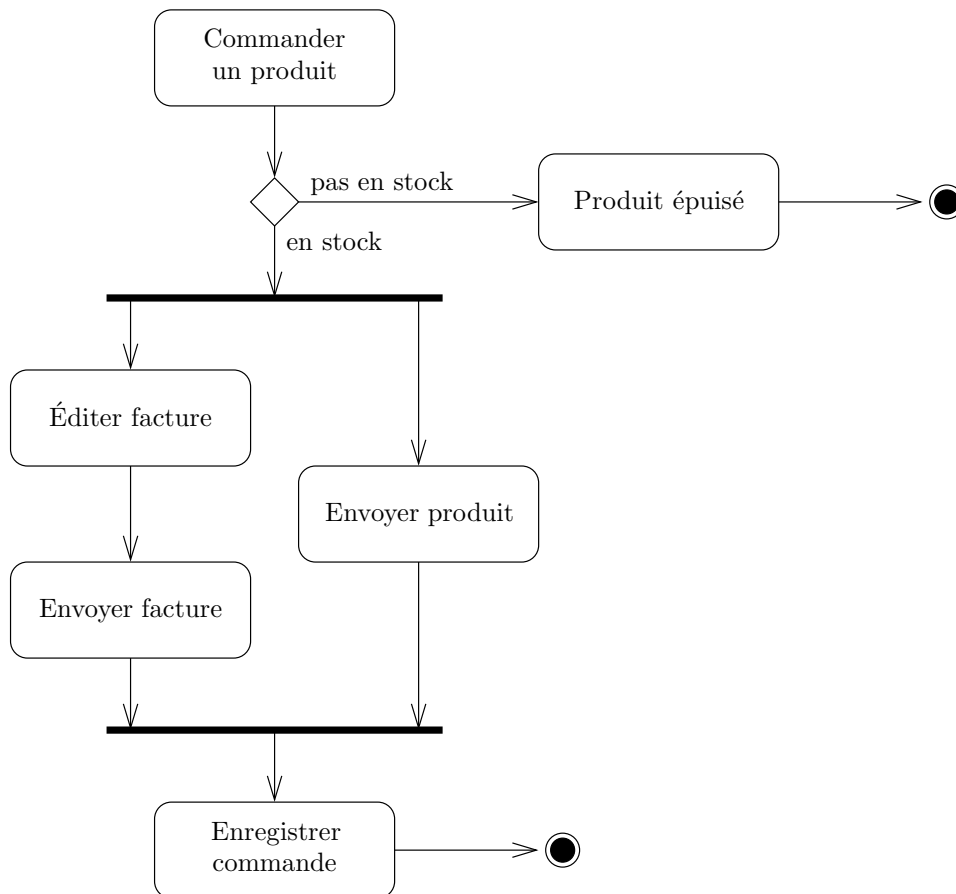 Commander
un produit
pas en stock
Produit épuisé
en stock
Éditer facture
Envoyer produit
Envoyer facture
Enregistrer
commande